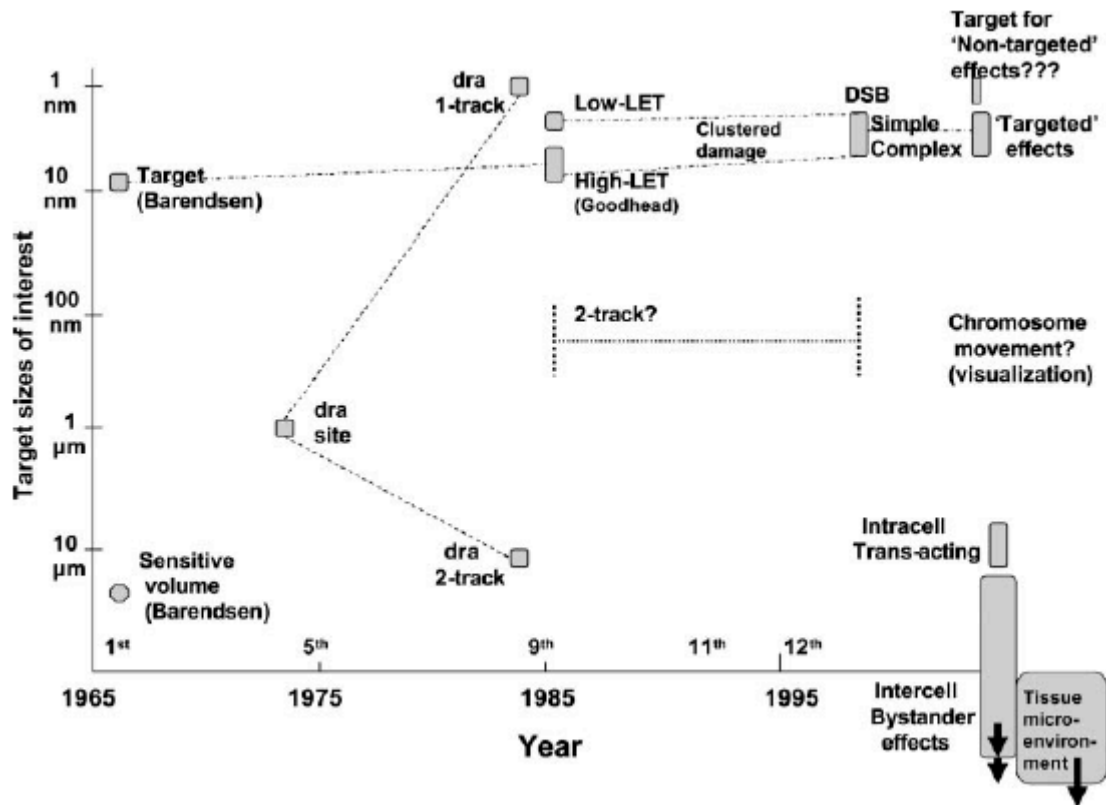 Target for
'Non-targeted'
effects???
1
nm
dra
1-track
Low-LET
DSB
Clustered
damage
Simple
Complex
'Targeted'
effects
10
nm
Target
(Barendsen)
High-LET
(Goodhead)
100
nm
2-track?
Chromosome
movement?
(visualization)
Target sizes of interest
1
µm
dra
site
10
µm
dra
2-track
Sensitive
volume
(Barendsen)
Intracell
Trans-acting
1st
5th
9th
11th
12th
1965
1975
1985
1995
Year
Intercell
Bystander
effects
Tissue
micro-
environ-
ment